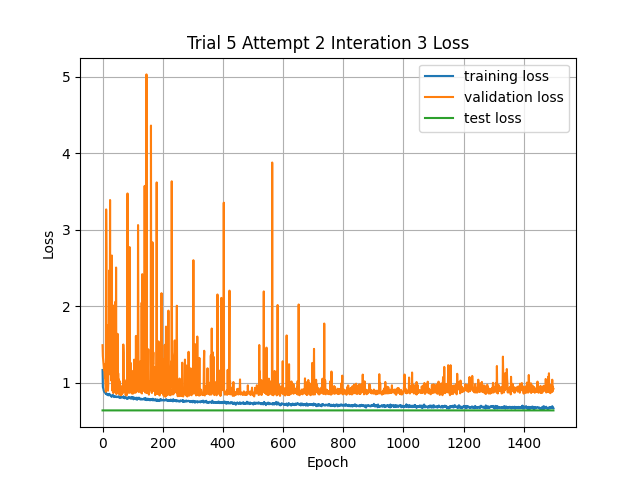 Trial 5 Attempt 2 Interation 3 Loss
training loss
validation loss
test loss
5
4
3
2
1
Loss
0 200 400 600 800 1000 1200 1400
Epoch